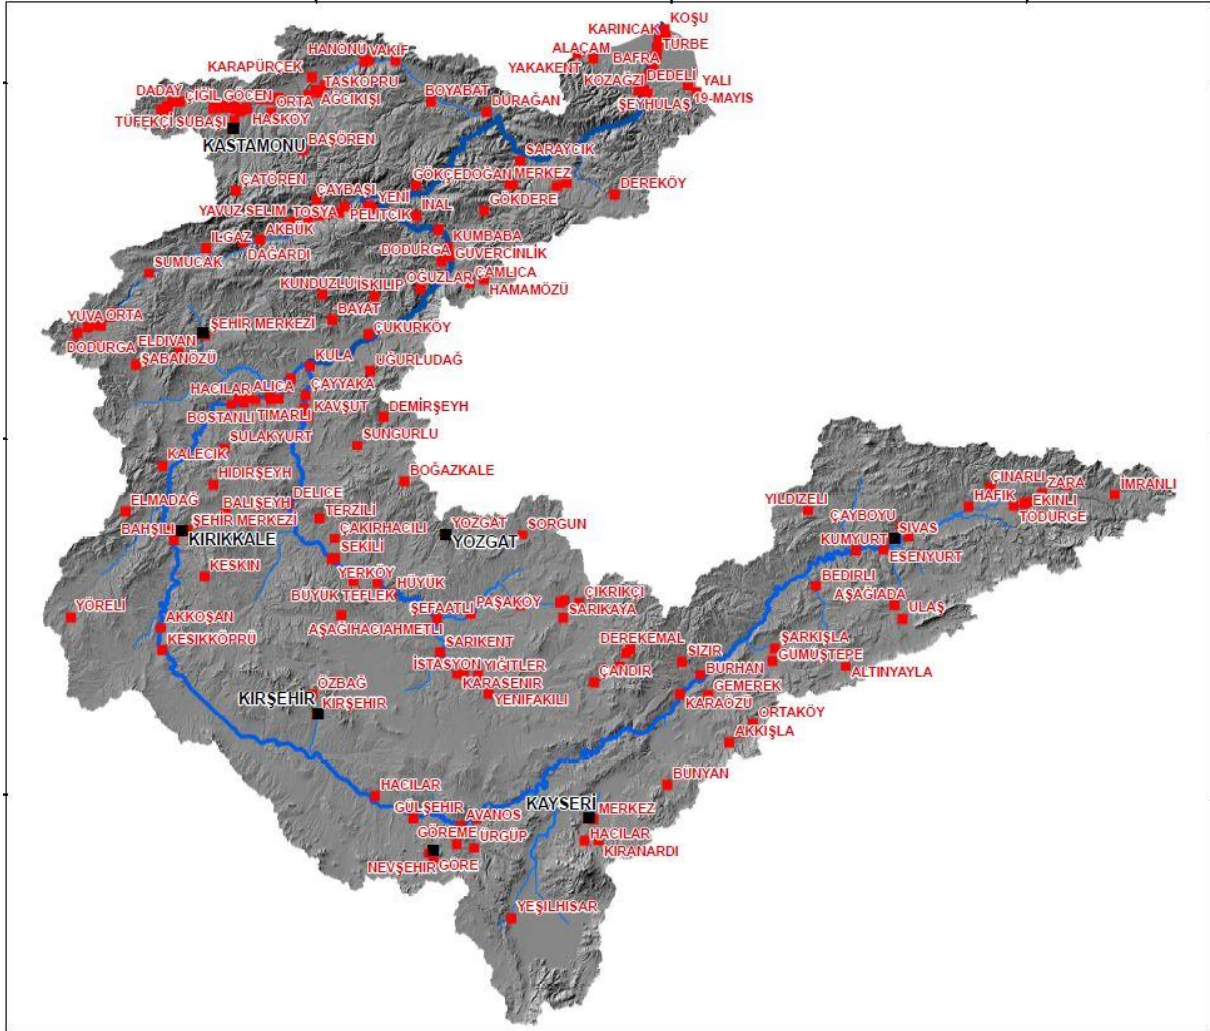 KOŞU
KARINCAK
TÜRBE
HANÖNÜ
VAKIF
ALAÇAM
BAFRA
YAKAKENT
KARAPÜRÇEK
TAŞKÖPRÜ
KOZAĞZI
DEDELİ
YALI
DADAY
ÇİĞİL
GÖCEN
ORTA
AĞCIKIŞI
BOYABAT
DURAĞAN
ŞEYHULAŞ
19-MAYIS
TÜFEKÇİ
SUBAŞI
HASKÖY
KASTAMONU
BAŞÖREN
SARAYCIK
ÇATÖREN
ÇAYBAŞI
YENİ
GÖKÇEDOĞAN
MERKEZ
DEREKÖY
YAVUZ SELİM
TOSYA
PELİTCİK
İNAL
GÖKDERE
ILGAZ
AKBÜK
DAĞARDI
KUMBABA
DODURGA
GÜVERCİNLİK
SUMUCAK
KUNDUZLU
İSKİLİP
OĞUZLAR
ÇAMLICA
HAMAMÖZÜ
YUVA
ORTA
BAYAT
ŞEHİR MERKEZİ
ÇUKURKÖY
DODURGA
ELDİVAN
ŞABANÖZÜ
KULA
UĞURLUDAĞ
HACILAR
ALICA
ÇAYYAKA
BOSTANLI
TIMARLI
KAVŞUT
DEMİRŞEYH
SULAKYURT
SUNGURLU
KALECİK
HIDIRŞEYH
BOĞAZKALE
ÇINARLI
ZARA
İMRANLI
ELMADAĞ
BALIŞEYH
DELİCE
TERZİLİ
YILDIZELİ
HAFİK
EKİNLİ
TÖDÜRGE
BAHŞILI
ŞEHİR MERKEZİ
KIRIKKALE
ÇAKIRHACILI
YOZGAT
YOZGAT
SORGUN
ÇAYBOYU
SİVAS
SEKİLİ
KUMYURT
ESENYURT
KESKİN
YERKÖY
HÜYÜK
BEDİRLİ
BÜYÜK TEFLEK
ÇIKRIKÇI
AŞAĞIADA
YÖRELİ
AKKOŞAN
AŞAĞIHACIAHMETLİ
ŞEFAATLİ
PAŞAKÖY
SARIKAYA
ULAŞ
KESİKKÖPRÜ
SARIKENT
DEREKEMAL
SIZIR
ŞARKIŞLA
GÜMÜŞTEPE
İSTASYON
YİĞİTLER
ÇANDIR
BURHAN
ALTINYAYLA
ÖZBAĞ
KARASENİR
YENİFAKILI
KARAÖZÜ
GEMEREK
KIRŞEHİR
KIRŞEHİR
ORTAKÖY
AKKIŞLA
HACILAR
BÜNYAN
GÜLŞEHİR
AVANOS
KAYSERİ
MERKEZ
GÖREME
ÜRGÜP
HACILAR
KIRANARDI
NEVŞEHİR
GÖRE
YEŞİLHİSAR